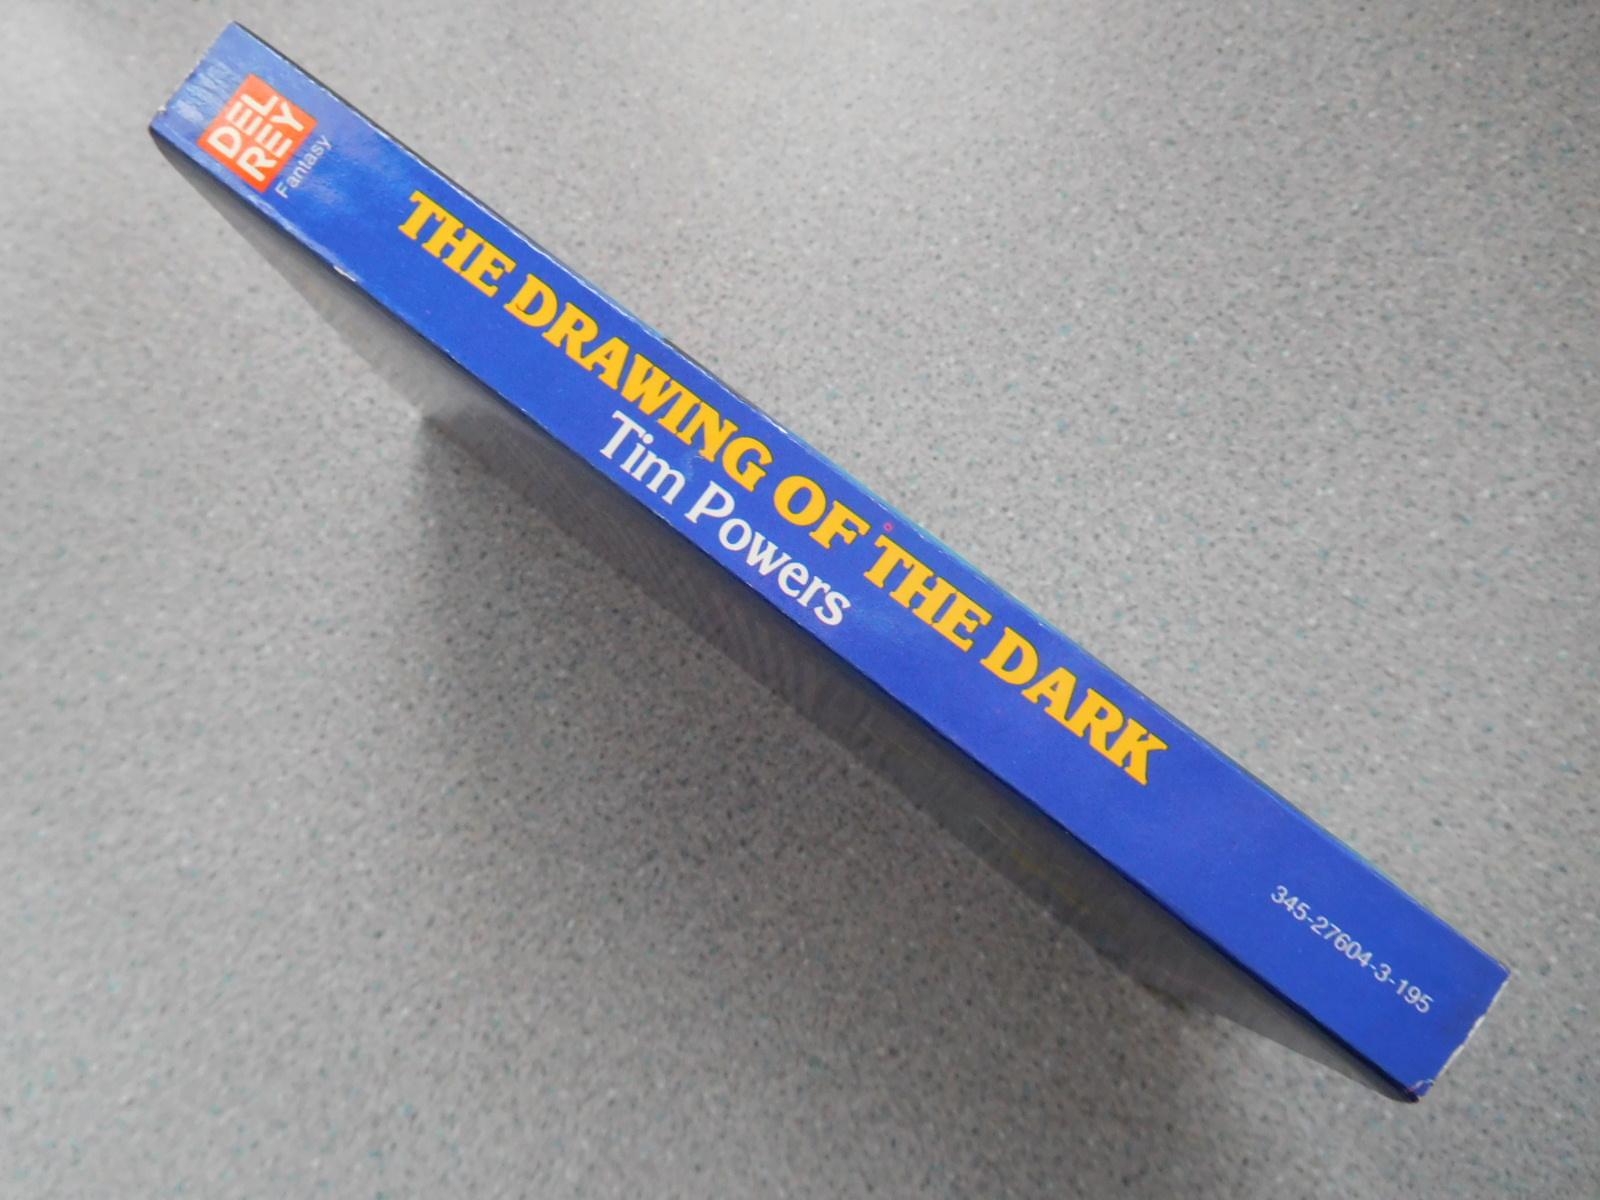 DEL
REY
Fantasy
THE DRAWING OF THE DARK
Tim Powers
345-27604-3-195